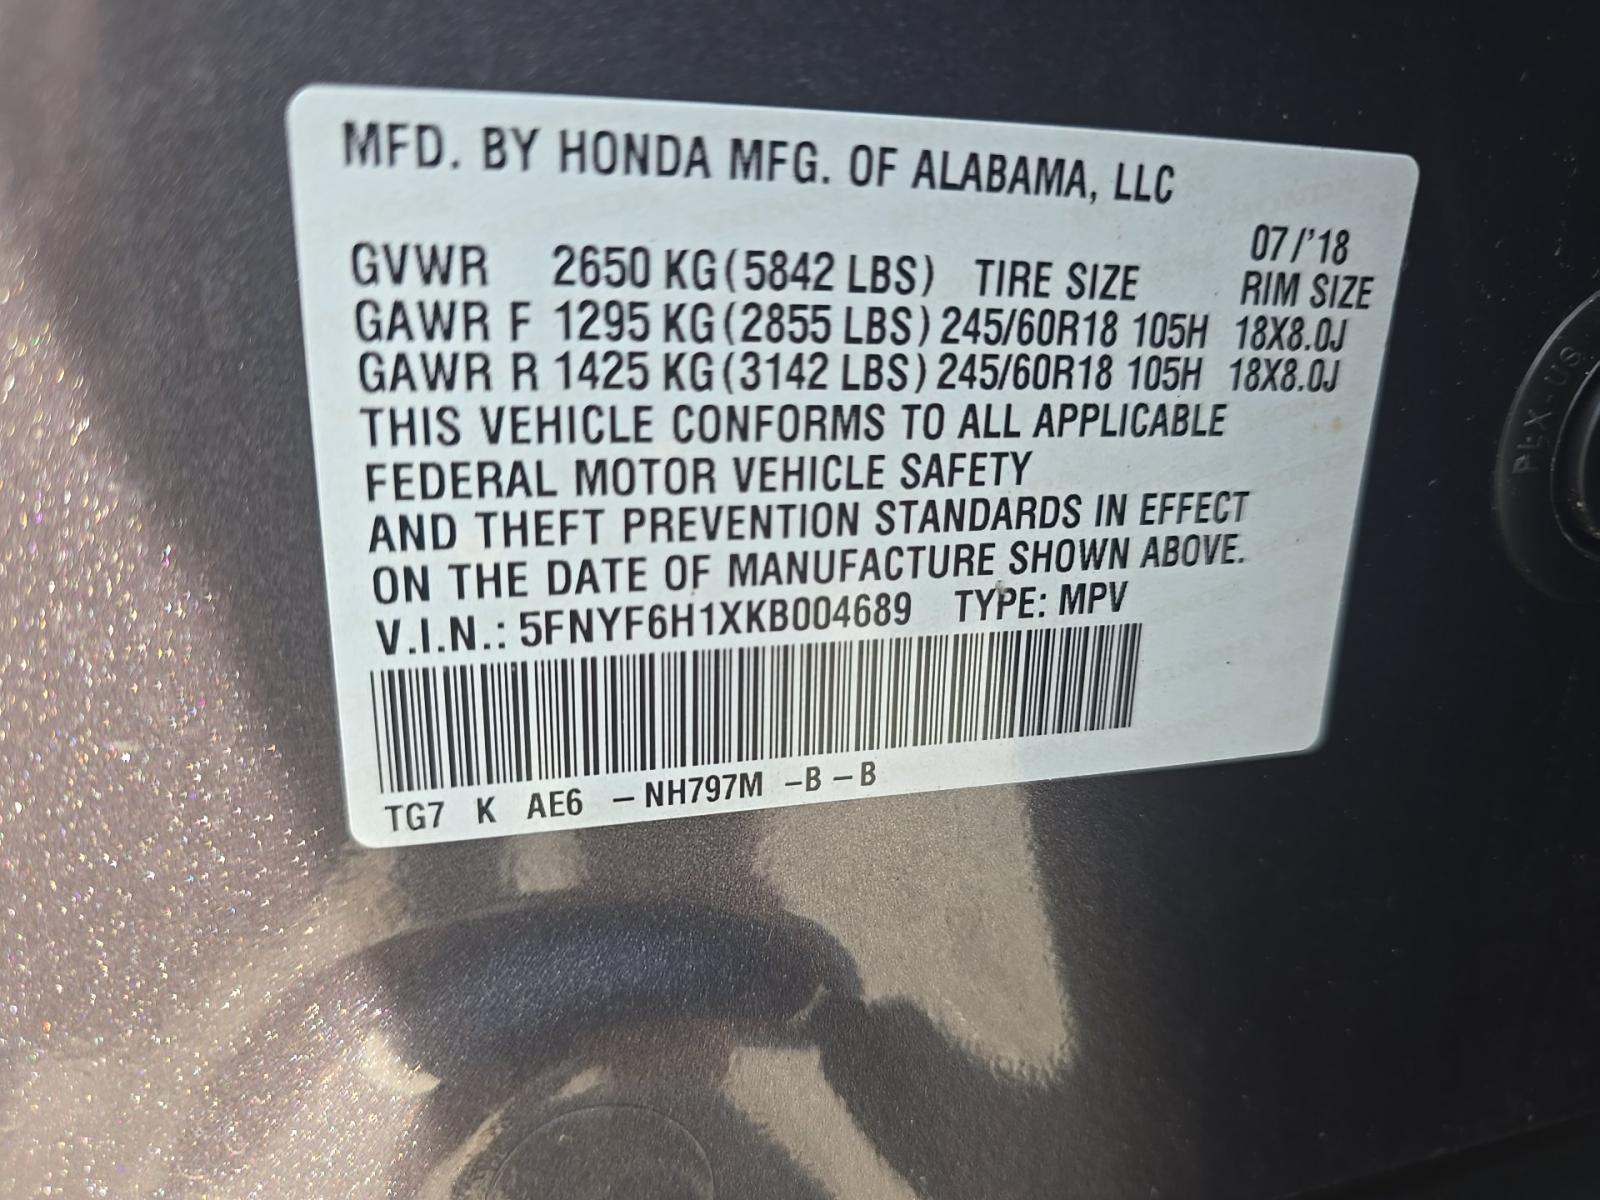 MFD. BY HONDA MFG. OF ALABAMA, LLC
07/'18
GVWR 2650 KG (5842 LBS) TIRE SIZE RIM SIZE
GAWR F 1295 KG (2855 LBS) 245/60R18 105H 18X8.0J
GAWR R 1425 KG (3142 LBS) 245/60R18 105H 18X8.0J
THIS VEHICLE CONFORMS TO ALL APPLICABLE
FEDERAL MOTOR VEHICLE SAFETY
AND THEFT PREVENTION STANDARDS IN EFFECT
ON THE DATE OF MANUFACTURE SHOWN ABOVE.
V.I.N.: 5FNYF6H1XKB004689 TYPE: MPV
TG7 K AE6 – NH797M –B – B